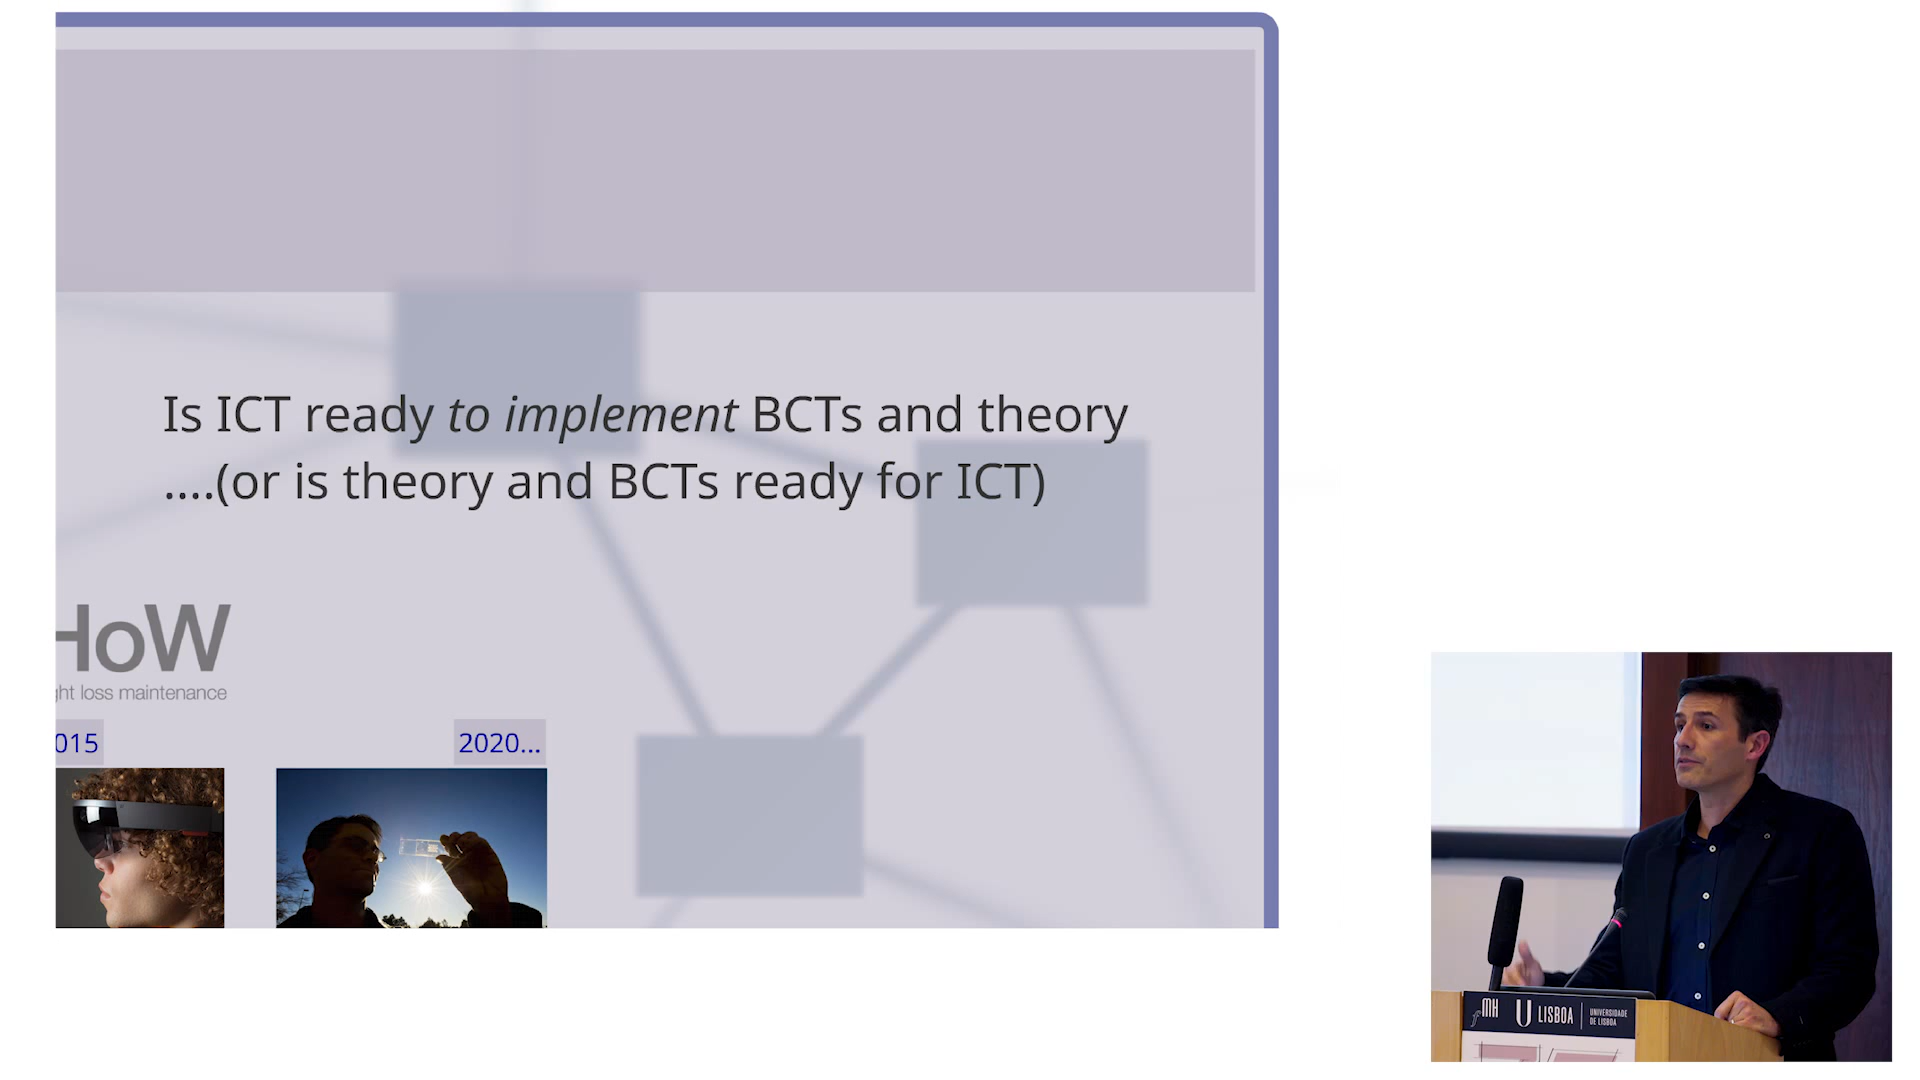 Is ICT ready to implement BCTs and theory
....(or is theory and BCTs ready for ICT)
HoW
ght loss maintenance
015
2020...
fMH U LISBOA UNIVERSIDADE
DE LISBOA